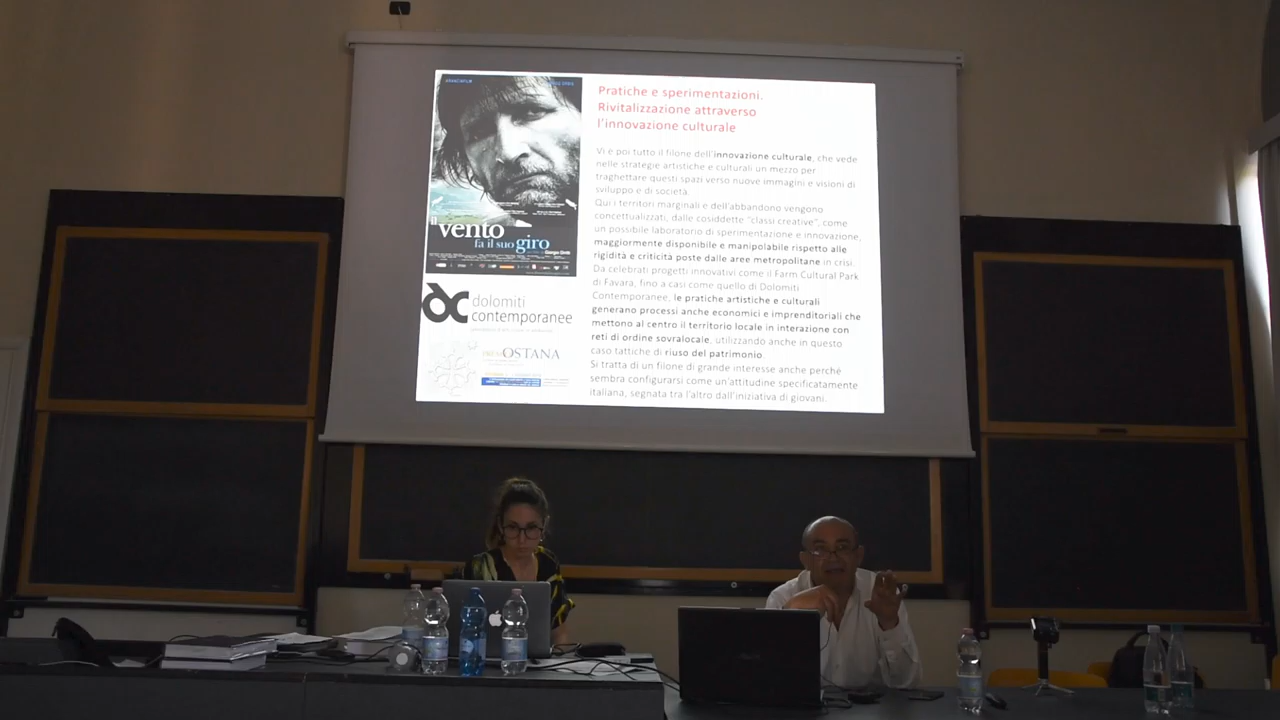 Pratiche e sperimentazioni.
Rivitalizzazione attraverso
l'innovazione culturale
Vi è poi tutto il filone dell'innovazione culturale, che vede
nelle strategie artistiche e culturali un mezzo per
traghettare questi spazi verso nuove immagini e visioni di
sviluppo e di società.
Qui i territori marginali e dell'abbandono vengono
concettualizzati, dalle cosiddette "classi creative", come
un possibile laboratorio di sperimentazione e innovazione,
maggiormente disponibile e manipolabile rispetto alle
rigidità e criticità poste dalle aree metropolitane in crisi.
Da celebrati progetti innovativi come il Farm Cultural Park
di Favara, fino a casi come quello di Dolomiti
Contemporanee, le pratiche artistiche e culturali
generano processi anche economici e imprenditoriali che
mettono al centro il territorio locale in interazione con
reti di ordine sovralocale, utilizzando anche in questo
caso tattiche di riuso del patrimonio
Si tratta di un filone di grande interesse anche perché
sembra configurarsi come un'attitudine specificatamente
italiana, segnata tra l'altro dall'iniziativa di giovani.
il
vento
fa il suo giro
dc dolomiti
contemporanee
OSTANA